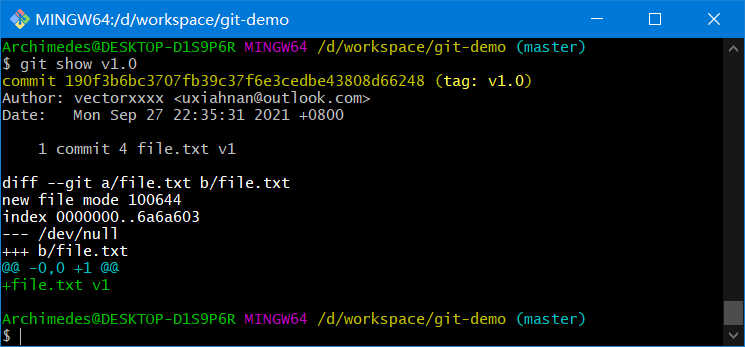 MINGW64:/d/workspace/git-demo
Archimedes@DESKTOP-D1S9P6R MINGW64 /d/workspace/git-demo (master)
$ git show v1.0
commit 190f3b6bc3707fb39c37f6e3cedbe43808d66248 (tag: v1.0)
Author: vectorxxxx <uxiahnan@outlook.com>
Date:   Mon Sep 27 22:35:31 2021 +0800
    1 commit 4 file.txt v1
diff --git a/file.txt b/file.txt
new file mode 100644
index 0000000..6a6a603
--- /dev/null
+++ b/file.txt
@@ -0,0 +1 @@
+file.txt v1
Archimedes@DESKTOP-D1S9P6R MINGW64 /d/workspace/git-demo (master)
$